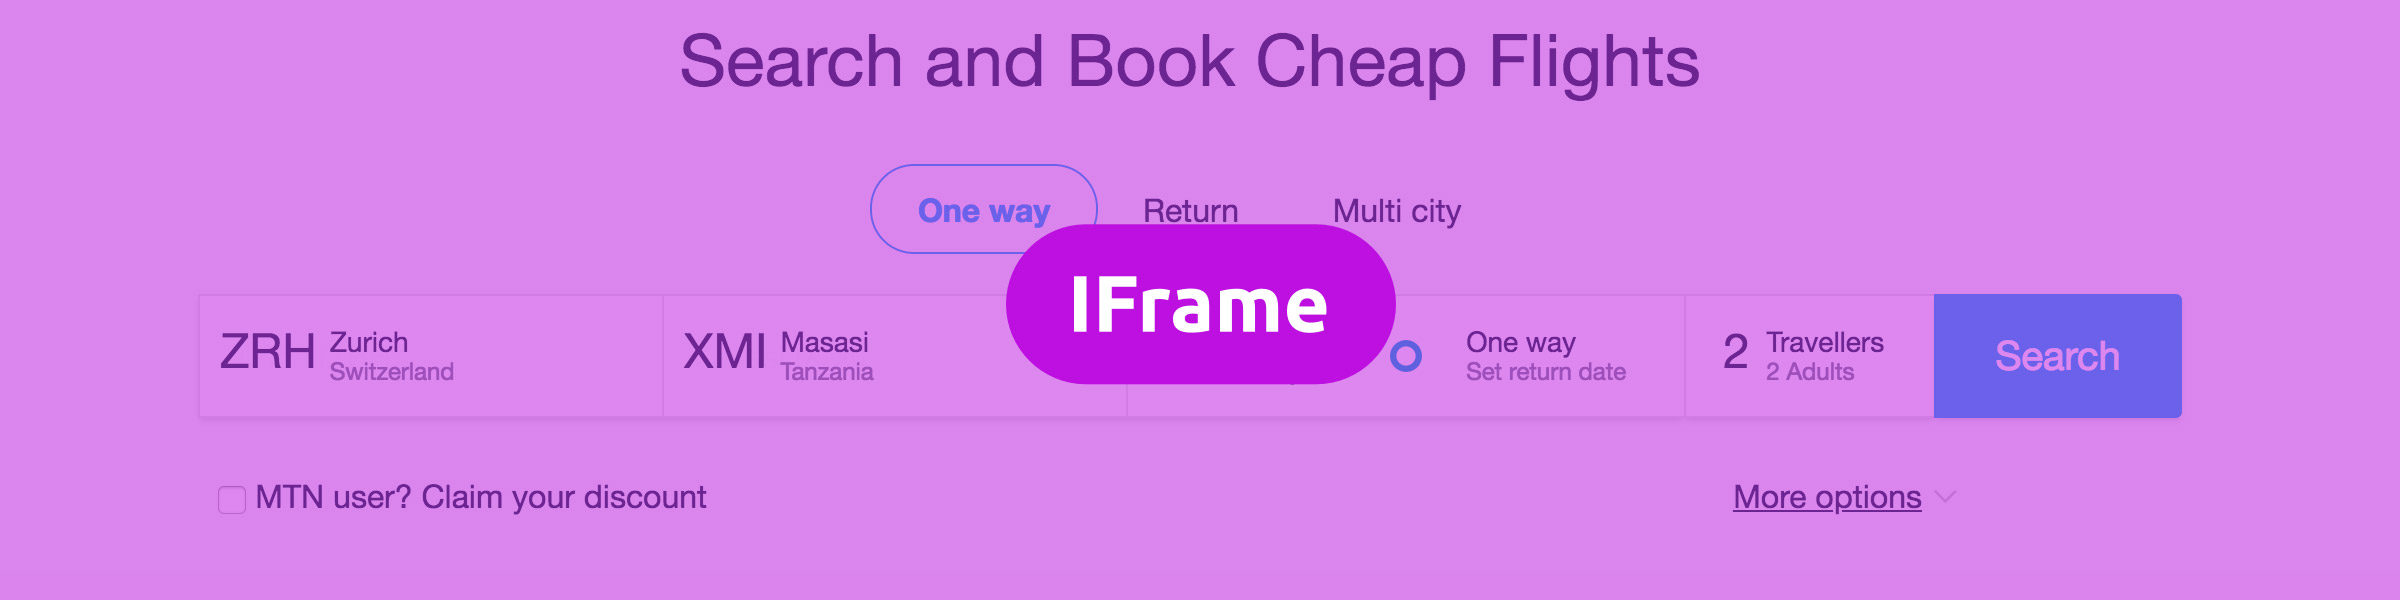 Search and Book Cheap Flights
One way Return Multi city
IFrame
ZRH Zurich Switzerland
XMI Masasi Tanzania
One way Set return date
2 Travellers 2 Adults
Search
MTN user? Claim your discount
More options